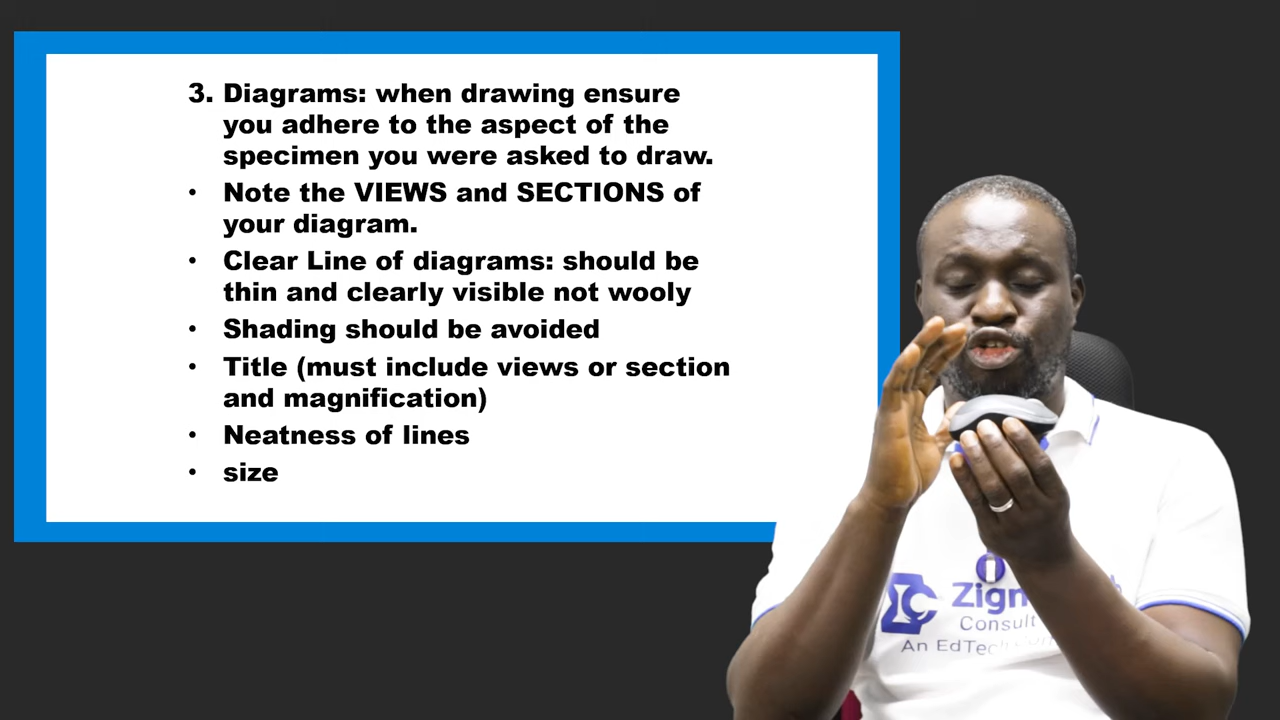 3. Diagrams: when drawing ensure
you adhere to the aspect of the
specimen you were asked to draw.
• Note the VIEWS and SECTIONS of
your diagram.
• Clear Line of diagrams: should be
thin and clearly visible not wooly
• Shading should be avoided
• Title (must include views or section
and magnification)
• Neatness of lines
• size
Consult
An EdTech